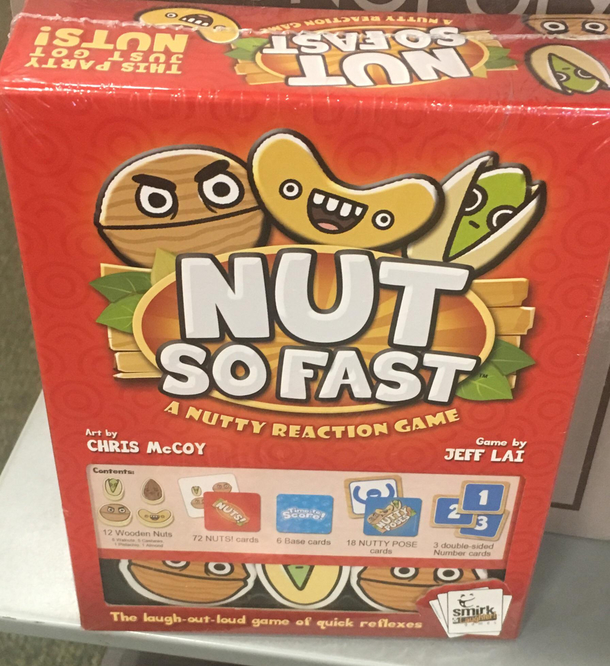 A NUTTY REACTION GAME
NUT
SO FAST
THIS PARTY
JUST GOT
NUTS!
NUT
SO FAST
™
A NUTTY REACTION GAME
Art by
CHRIS McCOY
Game by
JEFF LAI
Contents:
NUTS!
Time to
Score!
NUTTY
POSE
1
2
3
12 Wooden Nuts
72 NUTS! cards
6 Base cards
18 NUTTY POSE
cards
3 double-sided
Number cards
The laugh-out-loud game of quick reflexes
smirk